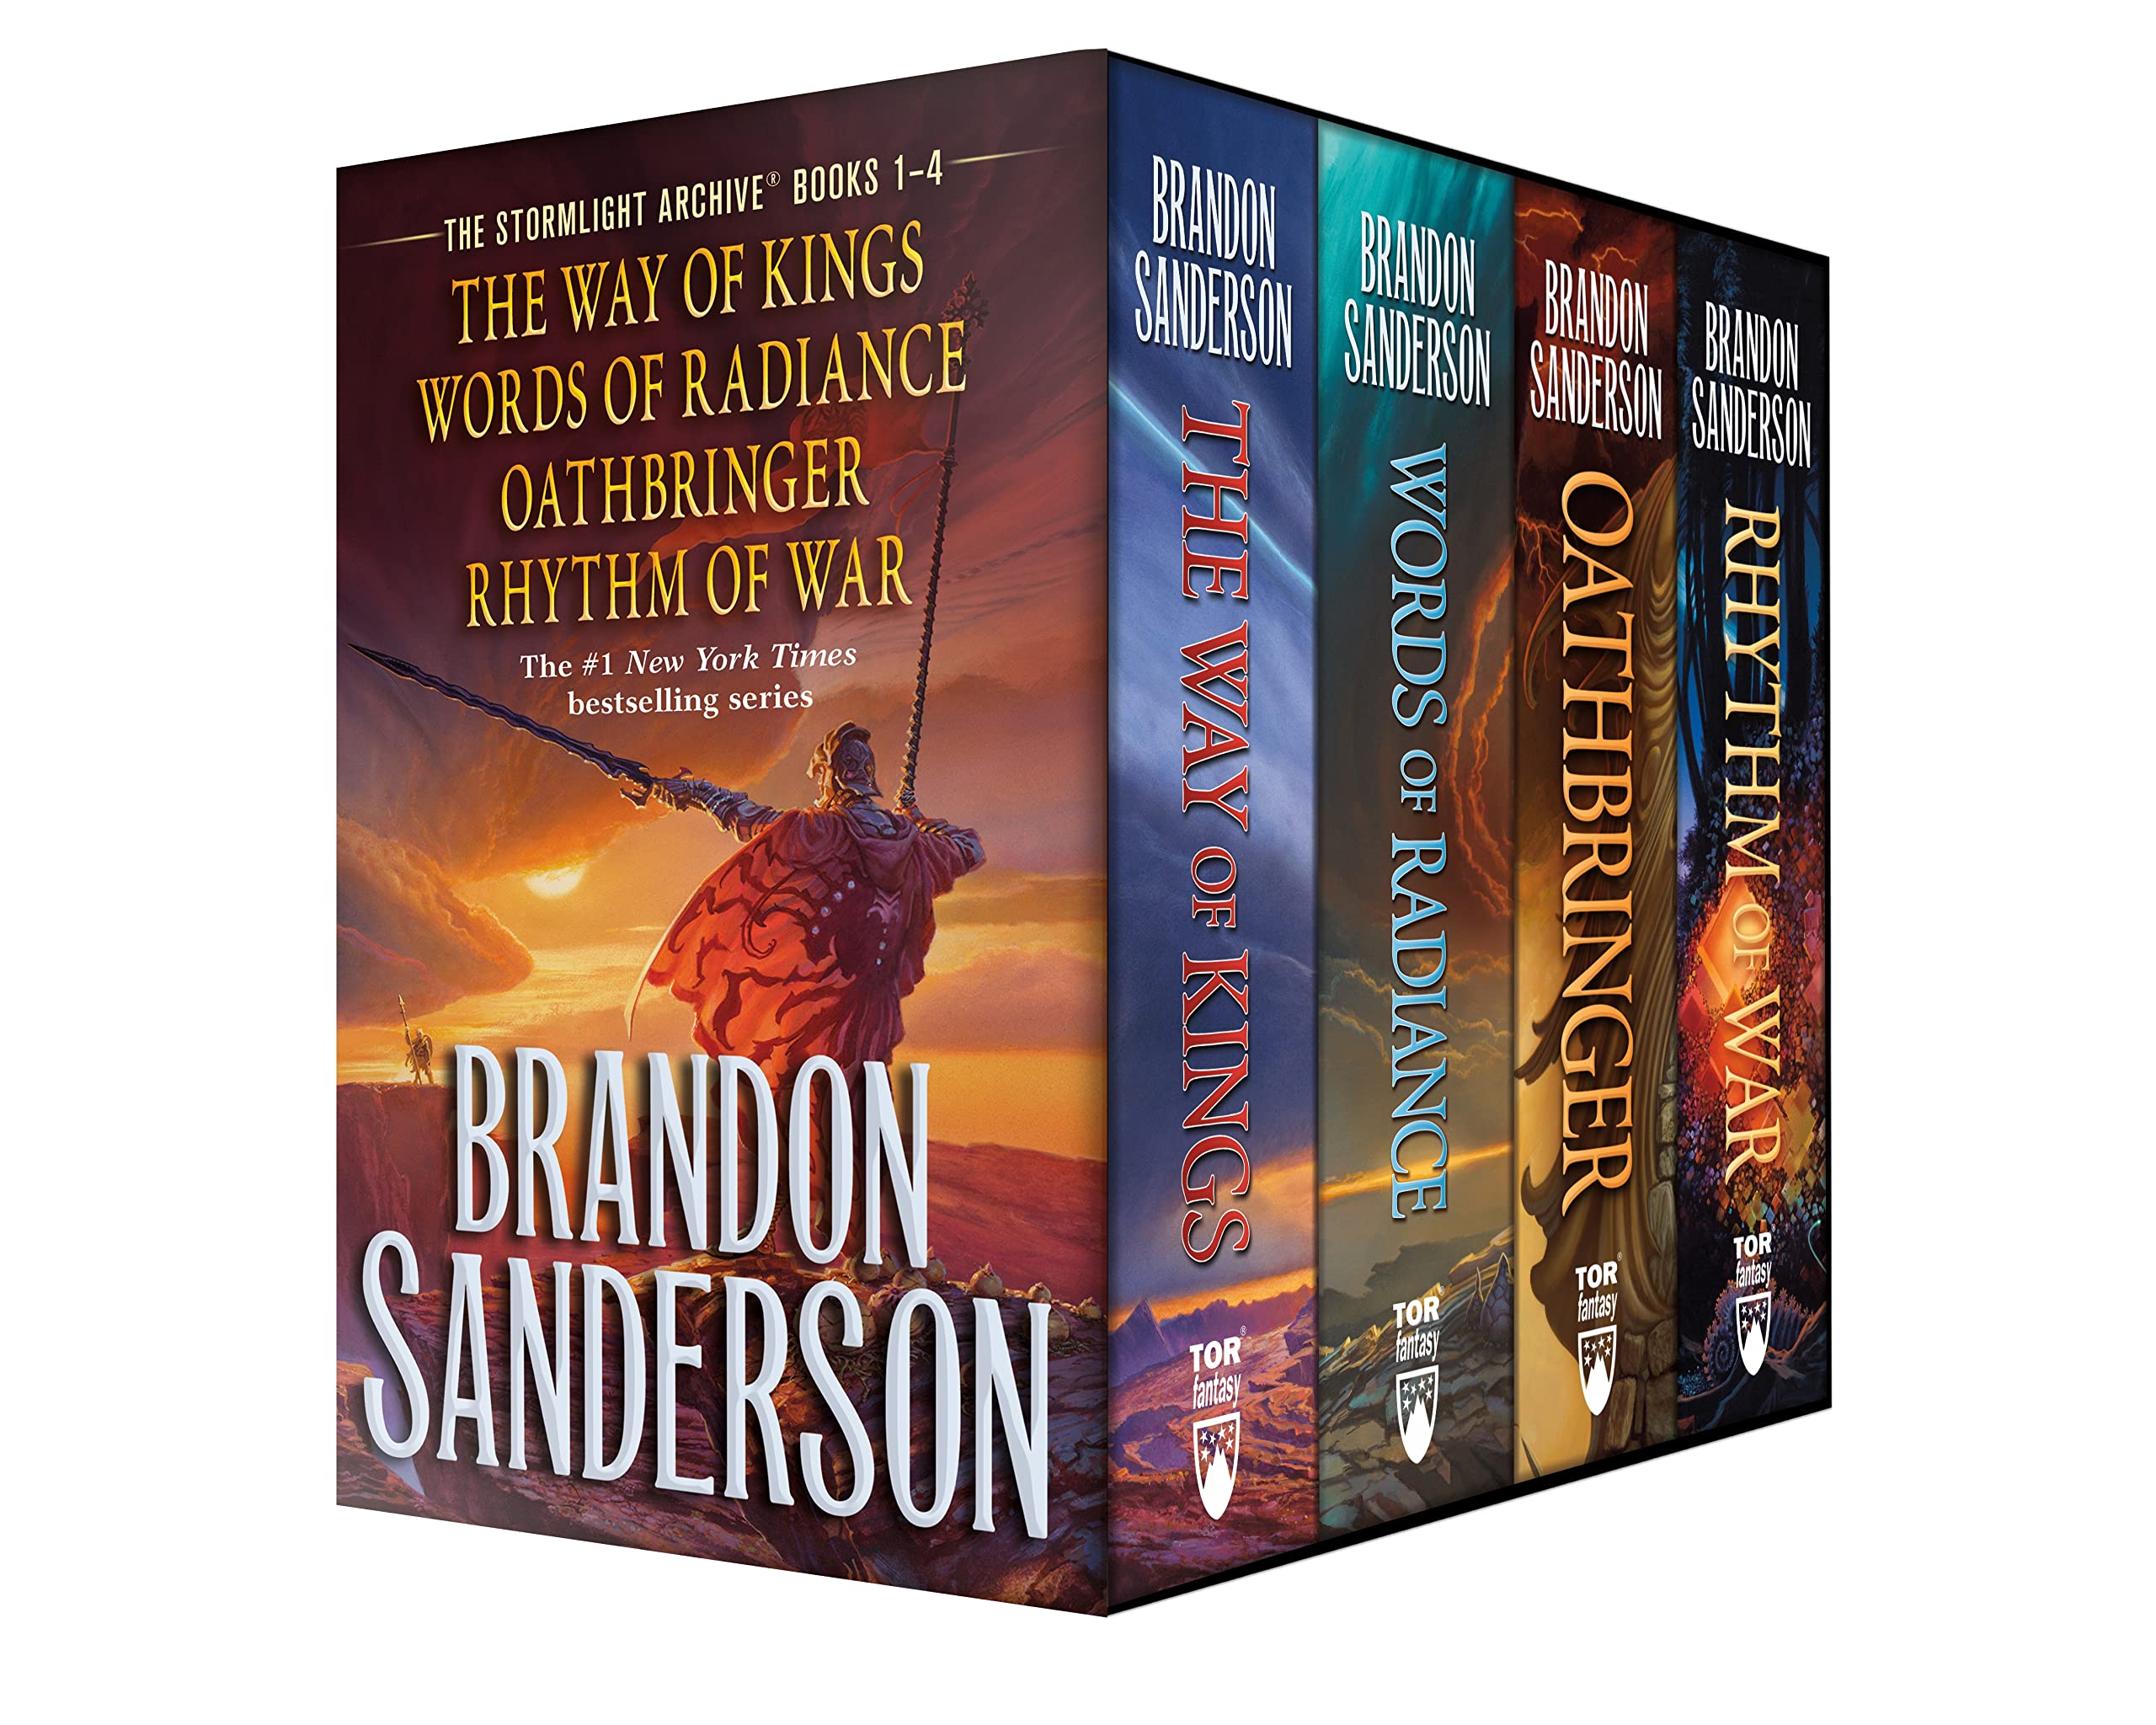 THE STORMLIGHT ARCHIVE® BOOKS 1–4
THE WAY OF KINGS
WORDS OF RADIANCE
OATHBRINGER
RHYTHM OF WAR
The #1 New York Times
bestselling series
BRANDON
SANDERSON
BRANDON
SANDERSON
THE WAY OF KINGS
TOR®
fantasy
BRANDON
SANDERSON
WORDS OF RADIANCE
TOR®
fantasy
BRANDON
SANDERSON
OATHBRINGER
TOR®
fantasy
BRANDON
SANDERSON
RHYTHM OF WAR
TOR®
fantasy